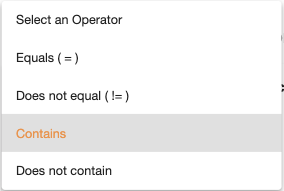 Select an Operator
Equals ( = )
Does not equal ( != )
Contains
Does not contain